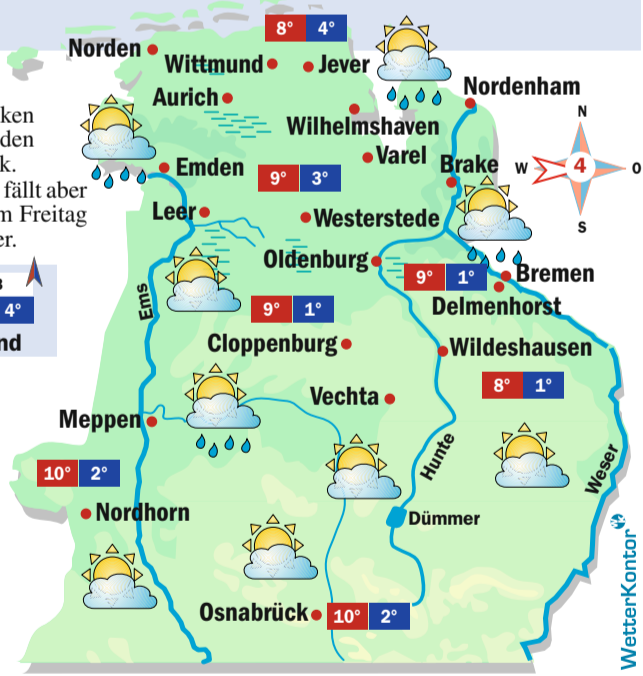 8° 4°
Norden
Wittmund
Jever
Aurich
Nordenham
Wilhelmshaven
N
ken
den
k.
fällt aber
m Freitag
er.
Varel
Brake
W 4 O
S
Emden
9° 3°
Leer
Westerstede
Oldenburg
Bremen
9° 1°
Delmenhorst
4°
nd
Ems
9° 1°
Cloppenburg
Wildeshausen
8° 1°
Vechta
Meppen
Hunte
Weser
10° 2°
Nordhorn
Dümmer
Osnabrück
10° 2°
WetterKontor